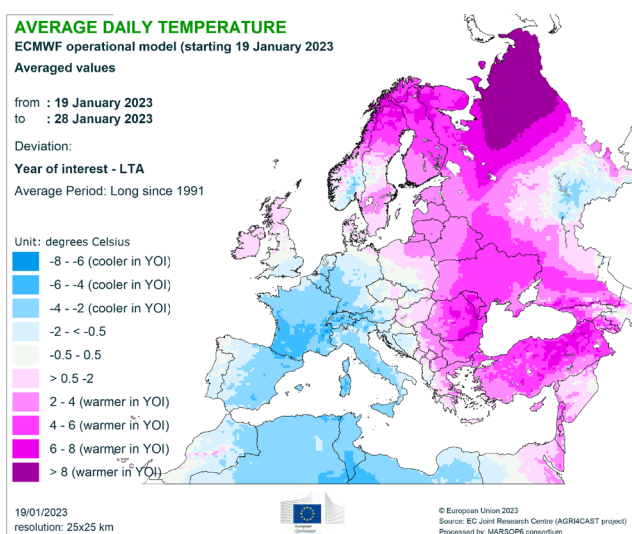 AVERAGE DAILY TEMPERATURE
ECMWF operational model (starting 19 January 2023
Averaged values
from : 19 January 2023
to : 28 January 2023
Deviation:
Year of interest - LTA
Average Period: Long since 1991
Unit: degrees Celsius
-8 - -6 (cooler in YOI)
-6 - -4 (cooler in YOI)
-4 - -2 (cooler in YOI)
-2 - < -0.5
-0.5 - 0.5
> 0.5 -2
2 - 4 (warmer in YOI)
4 - 6 (warmer in YOI)
6 - 8 (warmer in YOI)
> 8 (warmer in YOI)
19/01/2023
resolution: 25x25 km
European
Commission
© European Union 2023
Source: EC Joint Research Centre (AGRI4CAST project)
Processed by: MARSOP6 consortium